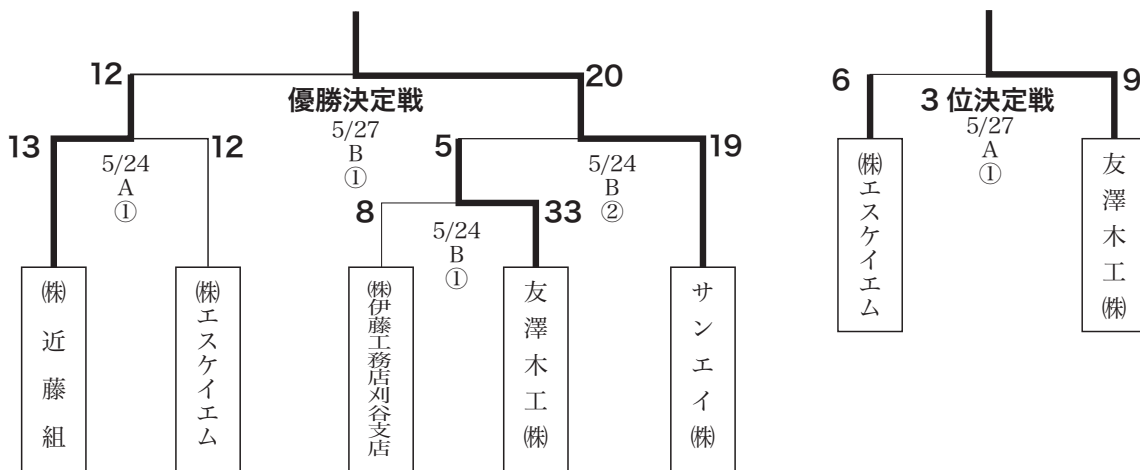 12
20
優勝決定戦
5/27
B
①
13
12
5/24
A
①
5
19
5/24
B
②
8
33
5/24
B
①
㈱近藤組
㈱エスケイエム
㈱伊藤工務店刈谷支店
友澤木工㈱
サンエイ㈱
6
9
3位決定戦
5/27
A
①
㈱エスケイエム
友澤木工㈱